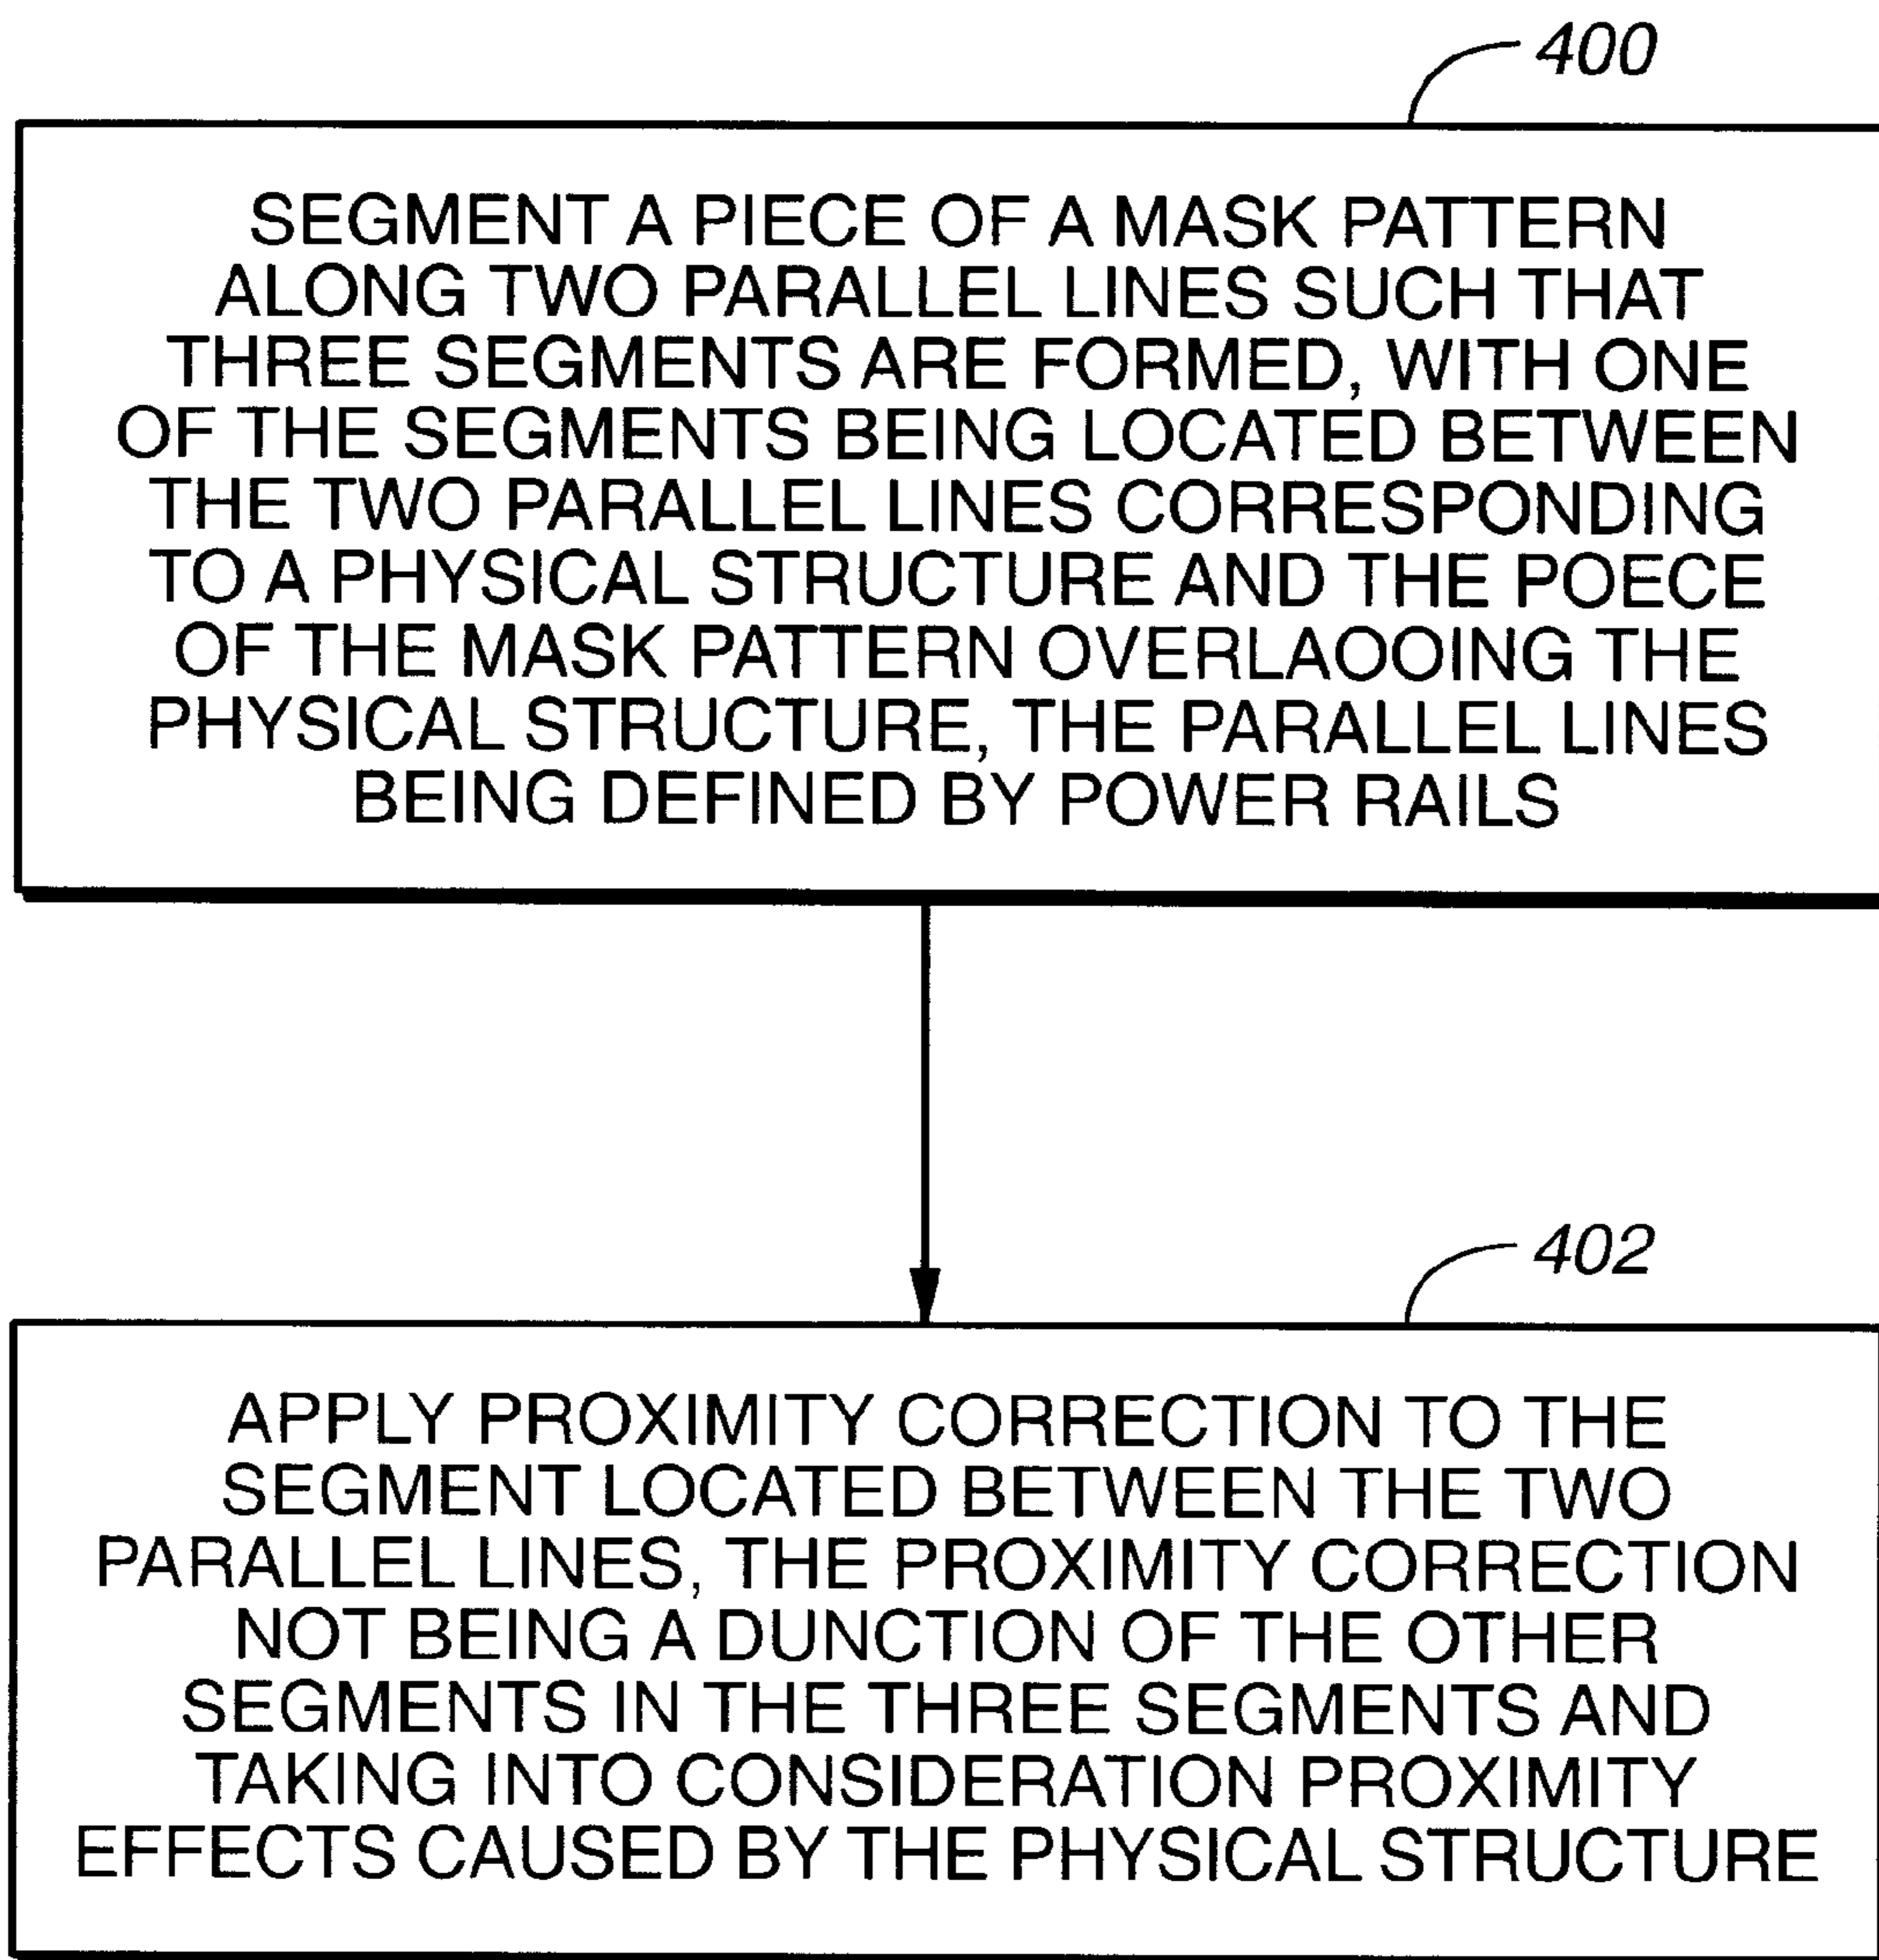 400
SEGMENT A PIECE OF A MASK PATTERN
ALONG TWO PARALLEL LINES SUCH THAT
THREE SEGMENTS ARE FORMED, WITH ONE
OF THE SEGMENTS BEING LOCATED BETWEEN
THE TWO PARALLEL LINES CORRESPONDING
TO A PHYSICAL STRUCTURE AND THE POECE
OF THE MASK PATTERN OVERLAOOING THE
PHYSICAL STRUCTURE, THE PARALLEL LINES
BEING DEFINED BY POWER RAILS
402
APPLY PROXIMITY CORRECTION TO THE
SEGMENT LOCATED BETWEEN THE TWO
PARALLEL LINES, THE PROXIMITY CORRECTION
NOT BEING A DUNCTION OF THE OTHER
SEGMENTS IN THE THREE SEGMENTS AND
TAKING INTO CONSIDERATION PROXIMITY
EFFECTS CAUSED BY THE PHYSICAL STRUCTURE